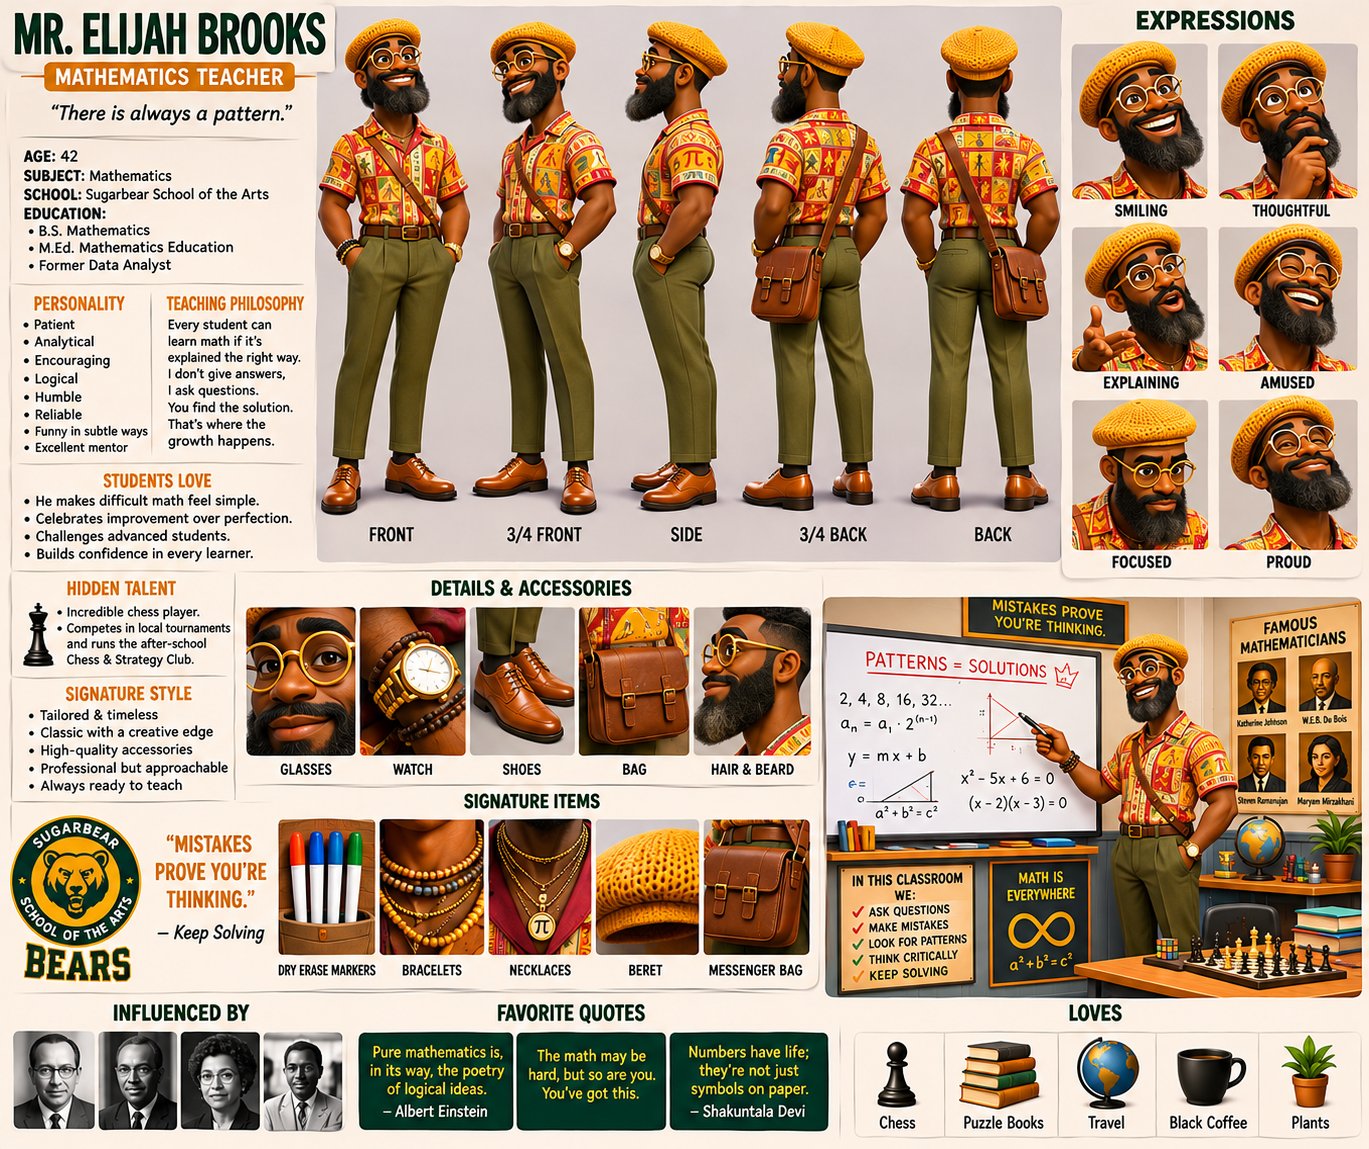 MR. ELIJAH BROOKS
MATHEMATICS TEACHER
"There is always a pattern."
AGE: 42
SUBJECT: Mathematics
SCHOOL: Sugarbear School of the Arts
EDUCATION:
• B.S. Mathematics
• M.Ed. Mathematics Education
• Former Data Analyst
PERSONALITY
• Patient
• Analytical
• Encouraging
• Logical
• Humble
• Reliable
• Funny in subtle ways
• Excellent mentor
TEACHING PHILOSOPHY
Every student can
learn math if it's
explained the right way.
I don't give answers,
I ask questions.
You find the solution.
That's where the
growth happens.
STUDENTS LOVE
• He makes difficult math feel simple.
• Celebrates improvement over perfection.
• Challenges advanced students.
• Builds confidence in every learner.
HIDDEN TALENT
• Incredible chess player.
• Competes in local tournaments
and runs the after-school
Chess & Strategy Club.
SIGNATURE STYLE
• Tailored & timeless
• Classic with a creative edge
• High-quality accessories
• Professional but approachable
• Always ready to teach
SUGARBEAR
SCHOOL OF THE ARTS
BEARS
"MISTAKES
PROVE YOU'RE
THINKING."
– Keep Solving
FRONT
3/4 FRONT
SIDE
3/4 BACK
BACK
π
EXPRESSIONS
SMILING
THOUGHTFUL
EXPLAINING
AMUSED
FOCUSED
PROUD
DETAILS & ACCESSORIES
GLASSES
WATCH
SHOES
BAG
HAIR & BEARD
SIGNATURE ITEMS
π
DRY ERASE MARKERS
BRACELETS
NECKLACES
BERET
MESSENGER BAG
MISTAKES PROVE
YOU'RE THINKING.
PATTERNS = SOLUTIONS
2, 4, 8, 16, 32...
aₙ = a₁ · 2⁽ⁿ⁻¹⁾
y = mx + b
a² + b² = c²
x² − 5x + 6 = 0
(x − 2)(x − 3) = 0
FAMOUS
MATHEMATICIANS
Katherine Johnson
W.E.B. Du Bois
Steven Ramanujan
Maryam Mirzakhani
IN THIS CLASSROOM
WE:
✓ ASK QUESTIONS
✓ MAKE MISTAKES
✓ LOOK FOR PATTERNS
✓ THINK CRITICALLY
✓ KEEP SOLVING
MATH IS
EVERYWHERE
∞
a² + b² = c²
INFLUENCED BY
FAVORITE QUOTES
Pure mathematics is,
in its way, the poetry
of logical ideas.
– Albert Einstein
The math may be
hard, but so are you.
You've got this.
Numbers have life;
they're not just
symbols on paper.
– Shakuntala Devi
LOVES
Chess
Puzzle Books
Travel
Black Coffee
Plants